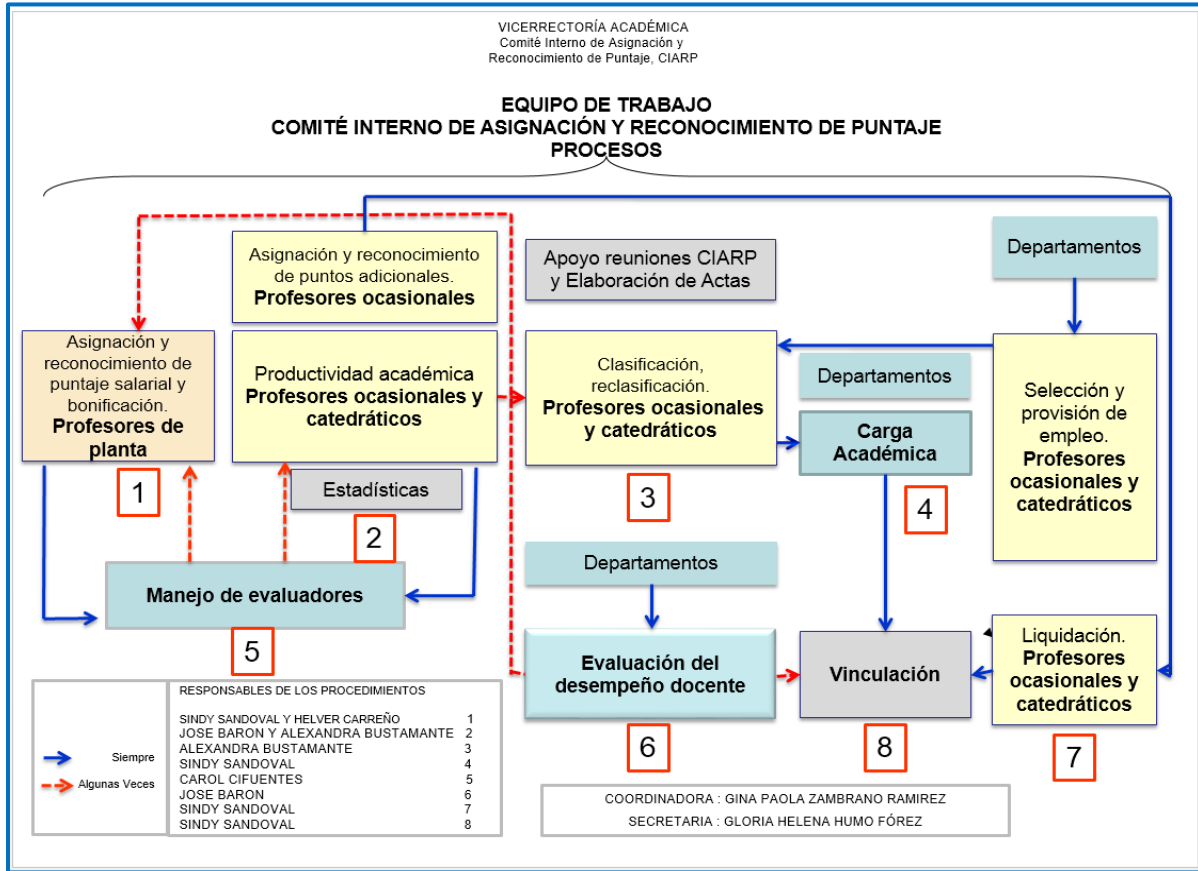 VICERRECTORÍA ACADÉMICA
Comité Interno de Asignación y
Reconocimiento de Puntaje, CIARP
EQUIPO DE TRABAJO
COMITÉ INTERNO DE ASIGNACIÓN Y RECONOCIMIENTO DE PUNTAJE
PROCESOS
Asignación y reconocimiento
de puntos adicionales.
Profesores ocasionales
Apoyo reuniones CIARP
y Elaboración de Actas
Departamentos
Asignación y
reconocimiento de
puntaje salarial y
bonificación.
Profesores de
planta
1
Productividad académica
Profesores ocasionales y
catedráticos
Estadísticas
2
Clasificación,
reclasificación.
Profesores ocasionales
y catedráticos
3
Departamentos
Carga
Académica
4
Selección y
provisión de
empleo.
Profesores
ocasionales y
catedráticos
Manejo de evaluadores
5
Departamentos
Evaluación del
desempeño docente
6
Vinculación
8
Liquidación.
Profesores
ocasionales y
catedráticos
7
Siempre
Algunas Veces
RESPONSABLES DE LOS PROCEDIMIENTOS
SINDY SANDOVAL Y HELVER CARREÑO 1
JOSE BARON Y ALEXANDRA BUSTAMANTE 2
ALEXANDRA BUSTAMANTE 3
SINDY SANDOVAL 4
CAROL CIFUENTES 5
JOSE BARON 6
SINDY SANDOVAL 7
SINDY SANDOVAL 8
COORDINADORA : GINA PAOLA ZAMBRANO RAMIREZ
SECRETARIA : GLORIA HELENA HUMO FÓREZ